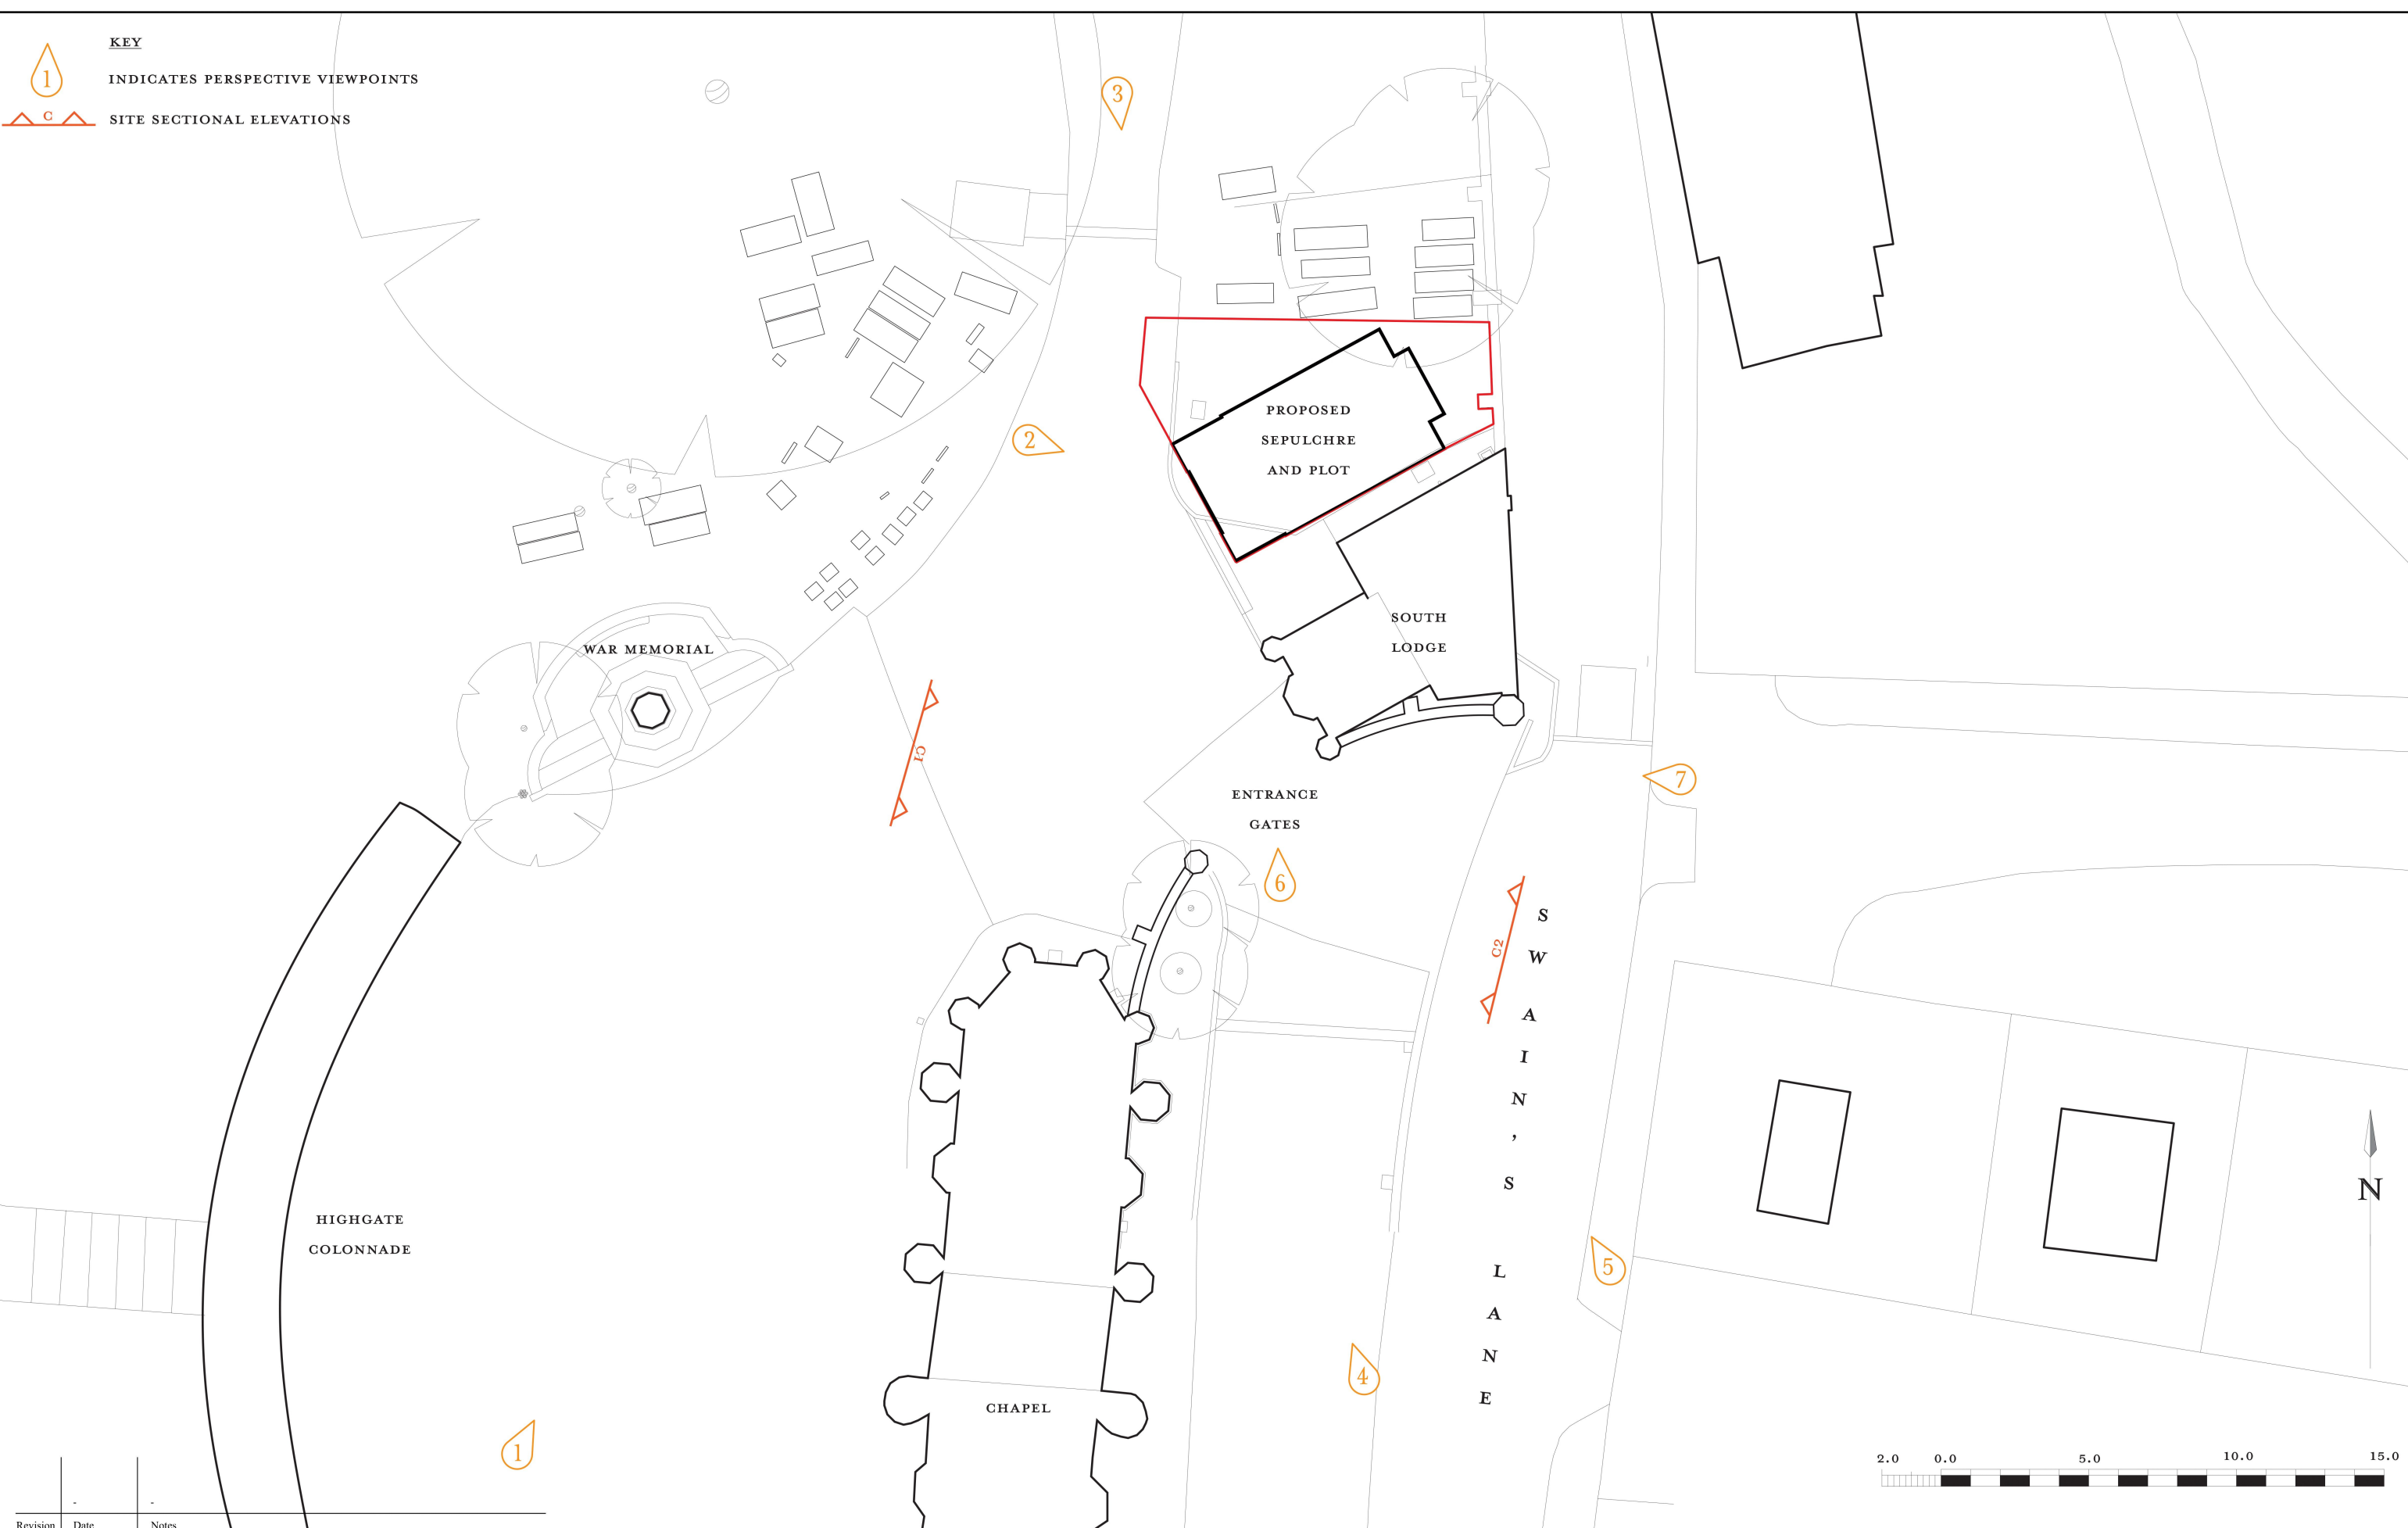 KEY
1
INDICATES PERSPECTIVE VIEWPOINTS
C
SITE SECTIONAL ELEVATIONS
3
2
PROPOSED
SEPULCHRE
AND PLOT
SOUTH
LODGE
WAR MEMORIAL
C1
7
ENTRANCE
GATES
6
C2
SWAIN'S LANE
HIGHGATE
COLONNADE
N
5
4
CHAPEL
1
2.0 0.0 5.0 10.0 15.0
- -
Revision Date Notes